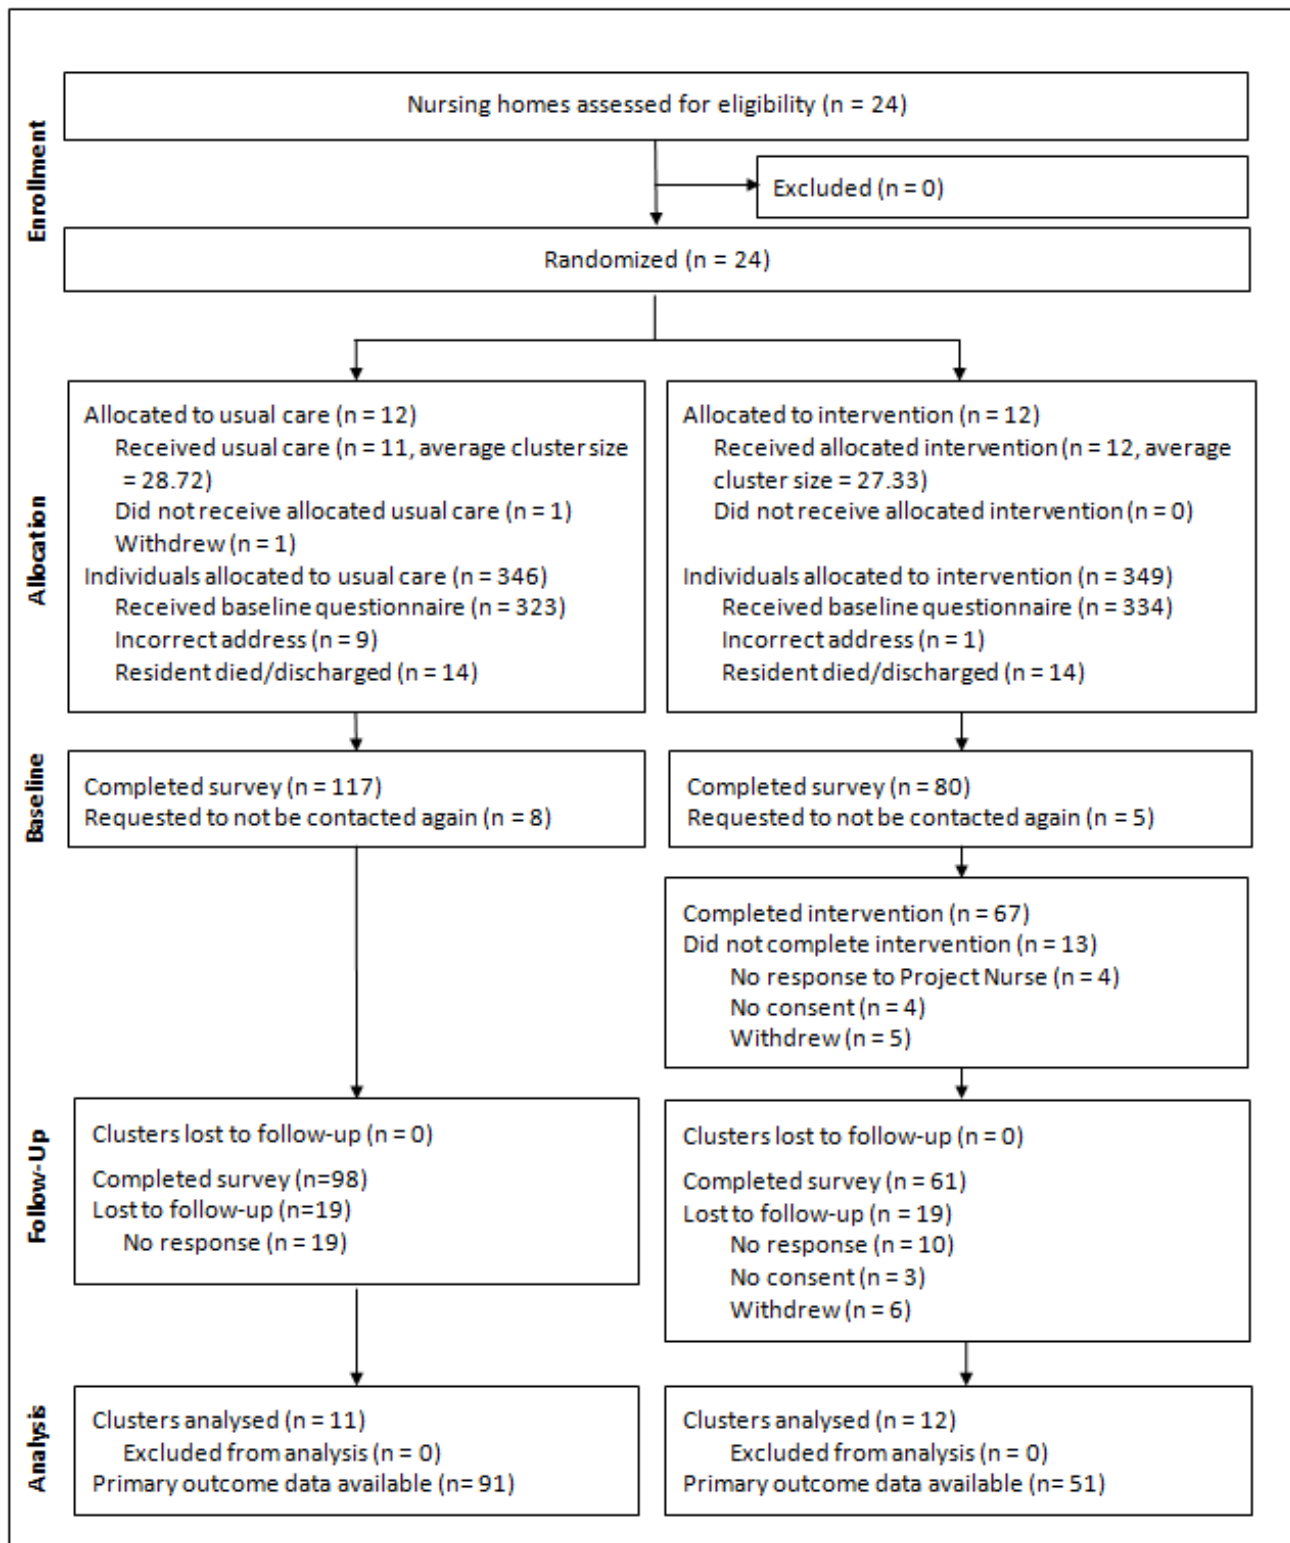 Enrollment
Nursing homes assessed for eligibility (n = 24)
Excluded (n = 0)
Randomized (n = 24)
Allocation
Allocated to usual care (n = 12)
Received usual care (n = 11, average cluster size
= 28.72)
Did not receive allocated usual care (n = 1)
Withdrew (n = 1)
Individuals allocated to usual care (n = 346)
Received baseline questionnaire (n = 323)
Incorrect address (n = 9)
Resident died/discharged (n = 14)
Allocated to intervention (n = 12)
Received allocated intervention (n = 12, average
cluster size = 27.33)
Did not receive allocated intervention (n = 0)
Individuals allocated to intervention (n = 349)
Received baseline questionnaire (n = 334)
Incorrect address (n = 1)
Resident died/discharged (n = 14)
Baseline
Completed survey (n = 117)
Requested to not be contacted again (n = 8)
Completed survey (n = 80)
Requested to not be contacted again (n = 5)
Completed intervention (n = 67)
Did not complete intervention (n = 13)
No response to Project Nurse (n = 4)
No consent (n = 4)
Withdrew (n = 5)
Follow-Up
Clusters lost to follow-up (n = 0)
Completed survey (n=98)
Lost to follow-up (n=19)
No response (n = 19)
Clusters lost to follow-up (n = 0)
Completed survey (n = 61)
Lost to follow-up (n = 19)
No response (n = 10)
No consent (n = 3)
Withdrew (n = 6)
Analysis
Clusters analysed (n = 11)
Excluded from analysis (n = 0)
Primary outcome data available (n= 91)
Clusters analysed (n = 12)
Excluded from analysis (n = 0)
Primary outcome data available (n= 51)